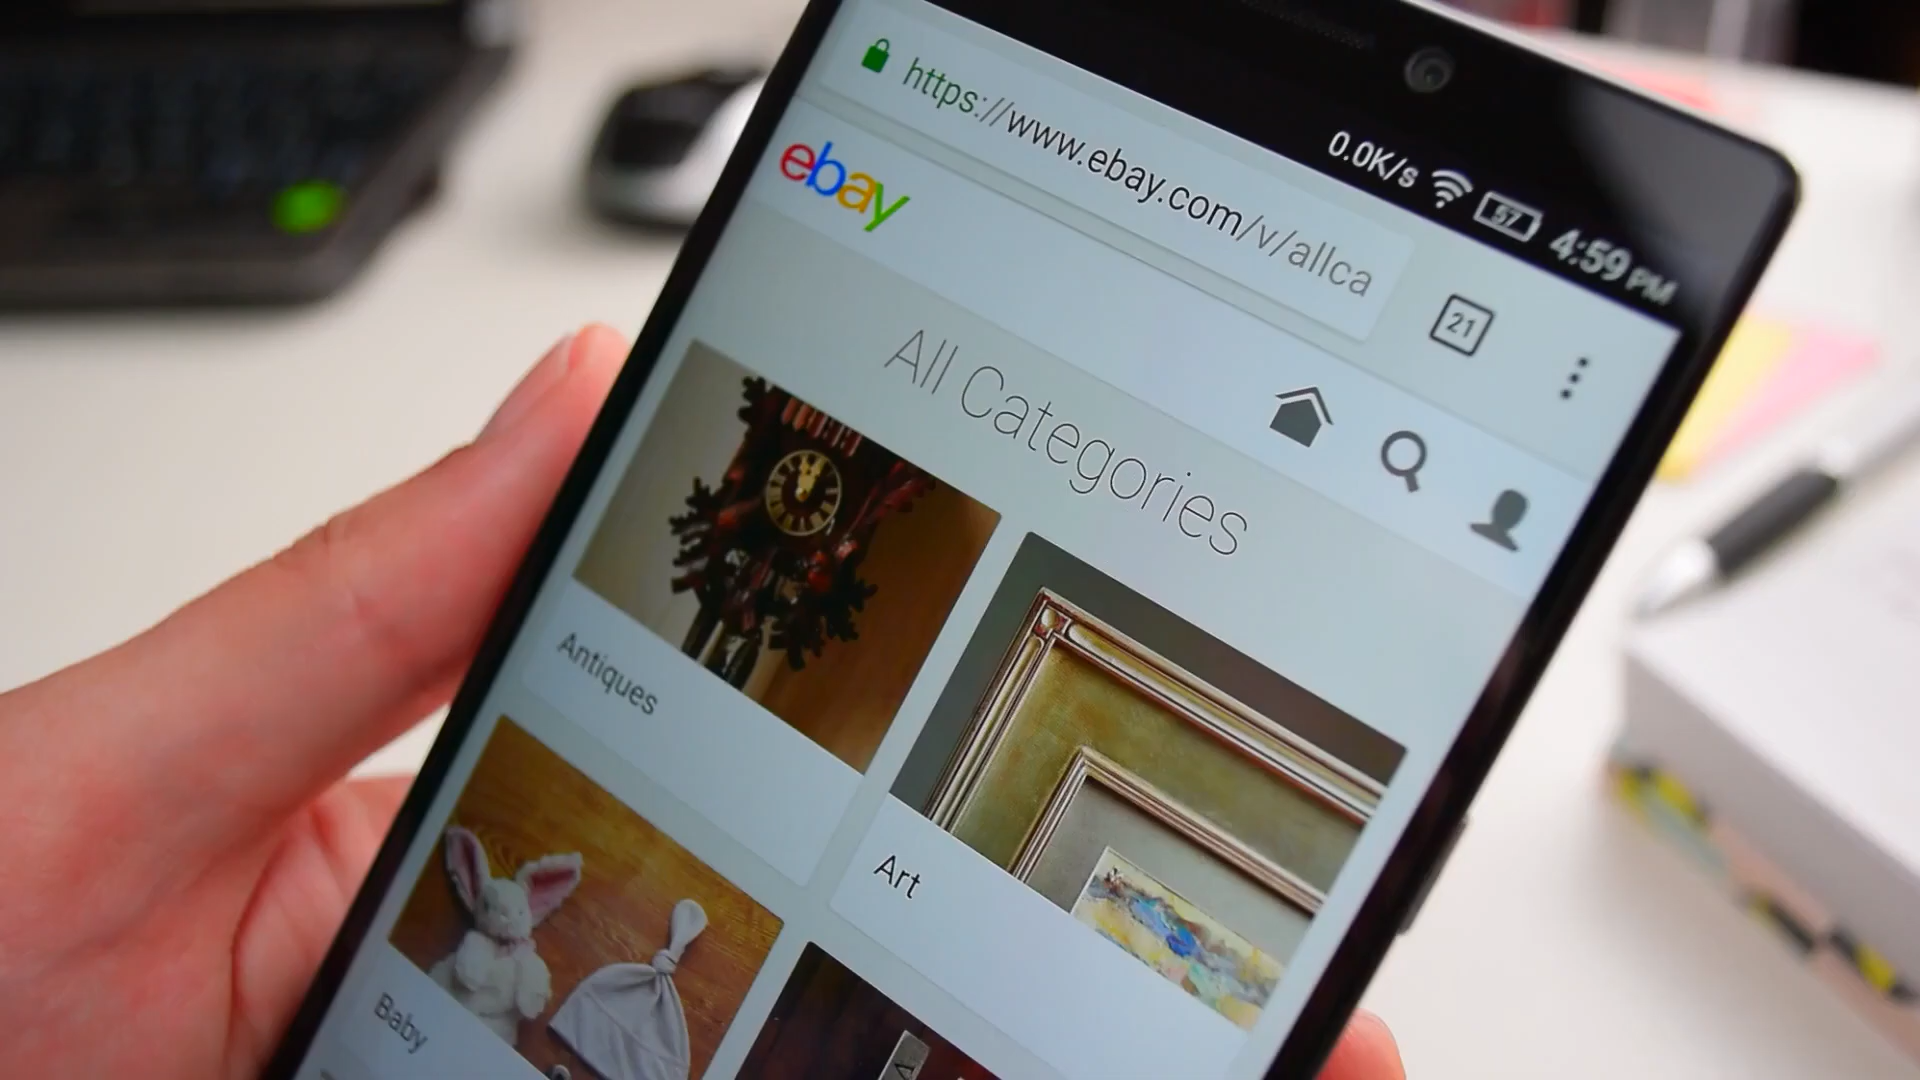 0.0K/s 57 4:59 PM
https://www.ebay.com/v/allca
21
ebay
All Categories
Antiques
Art
Baby